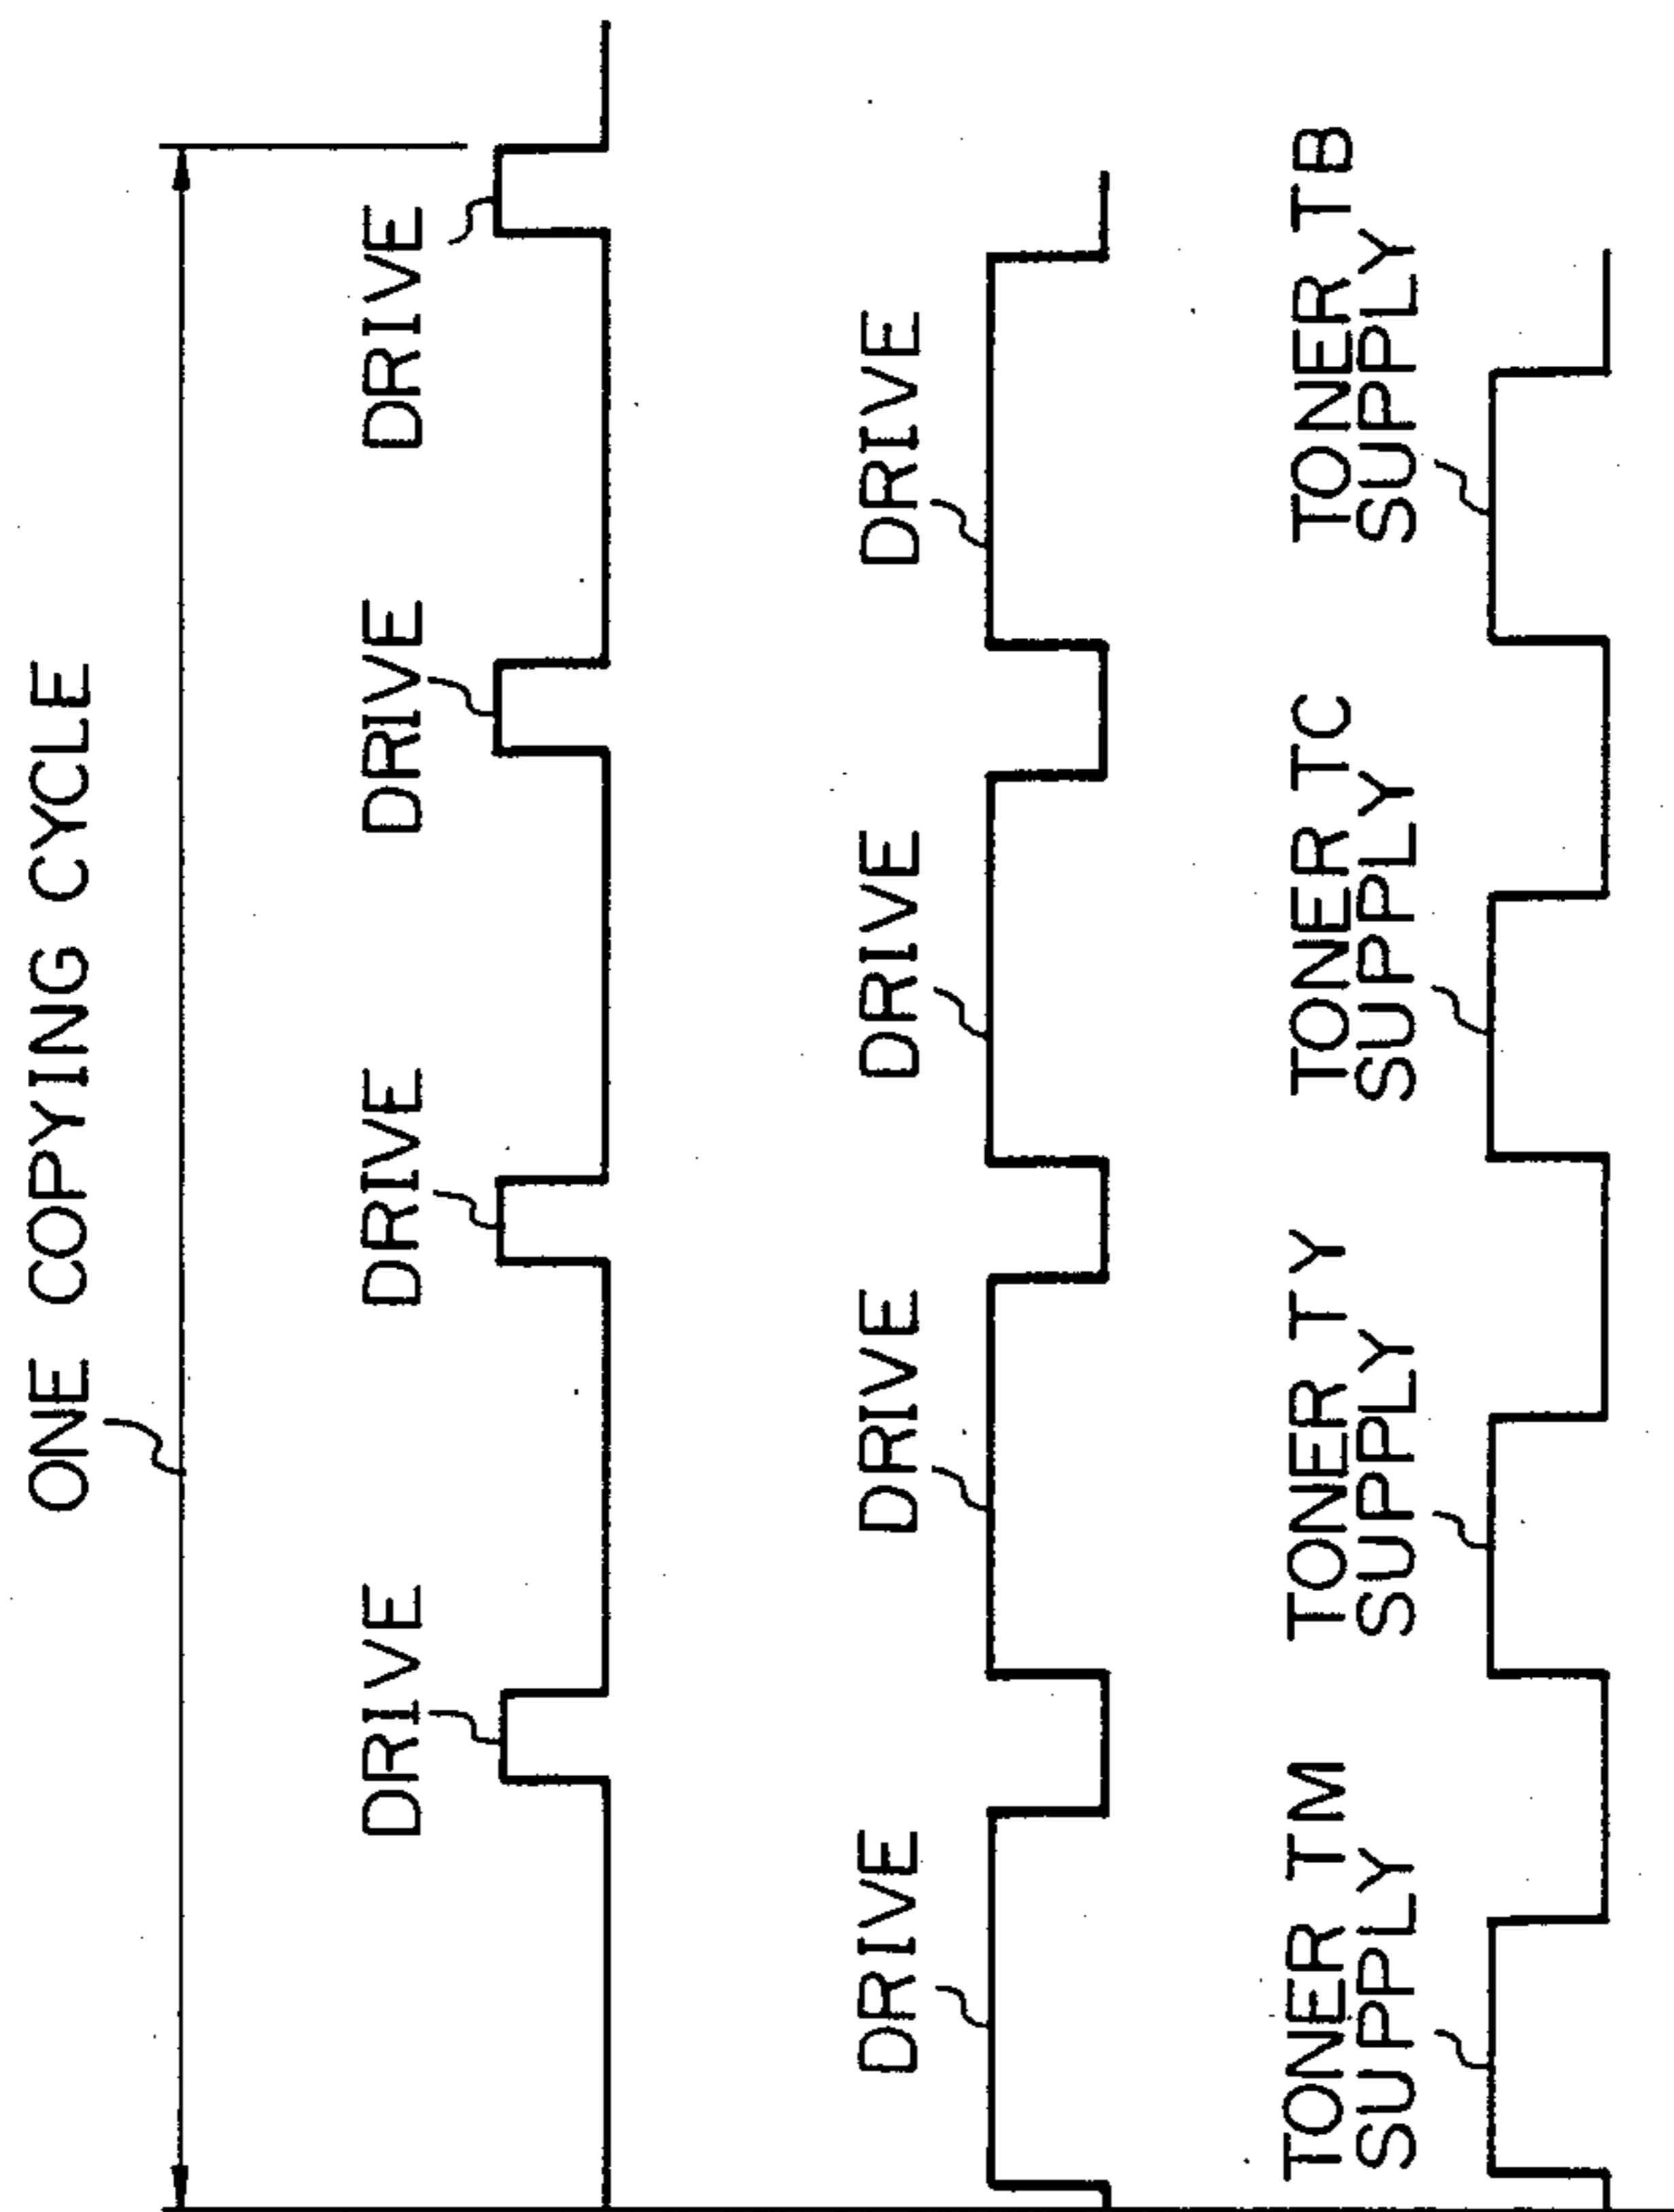 ONE COPYING CYCLE
DRIVE
DRIVE
DRIVE
DRIVE
DRIVE
DRIVE
DRIVE
DRIVE
TONER TM
SUPPLY
TONER TY
SUPPLY
TONER TC
SUPPLY
TONER TB
SUPPLY